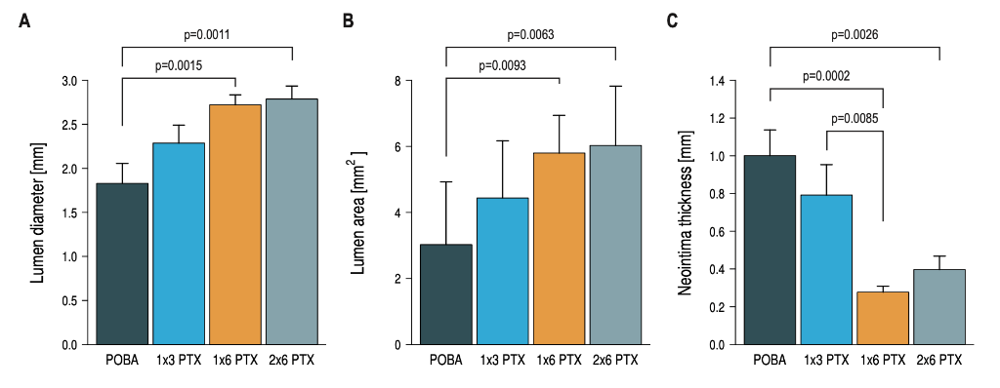 A
p=0.0011
p=0.0015
Lumen diameter [mm]
3.0
2.5
2.0
1.5
1.0
0.5
0.0
POBA 1x3 PTX 1x6 PTX 2x6 PTX
B
p=0.0063
p=0.0093
Lumen area [mm2 ]
8
6
4
2
0
POBA 1x3 PTX 1x6 PTX 2x6 PTX
C
p=0.0026
p=0.0002
p=0.0085
Neointima thickness [mm]
1.4
1.2
1.0
0.8
0.6
0.4
0.2
0.0
POBA 1x3 PTX 1x6 PTX 2x6 PTX